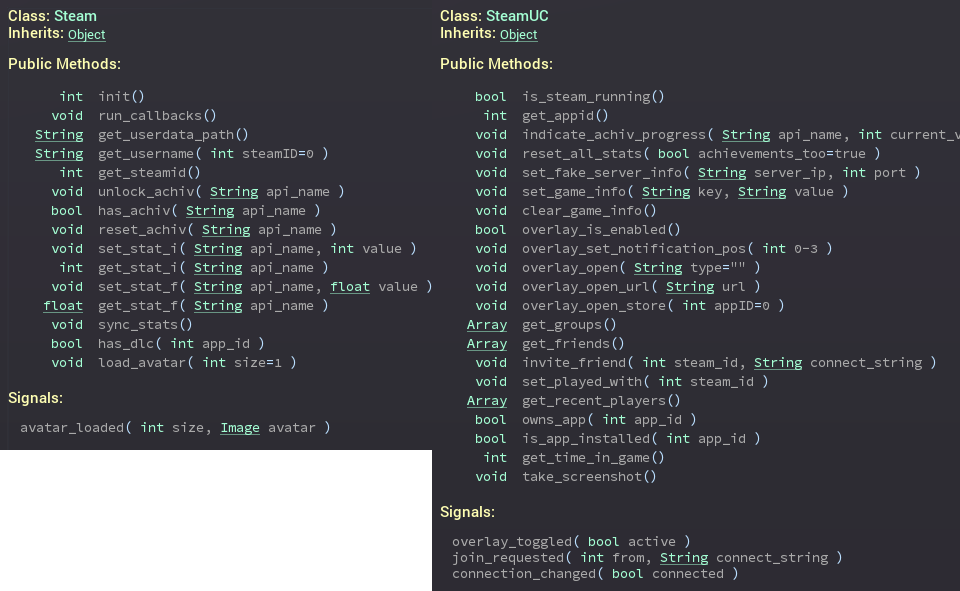 Class: Steam
Inherits: Object
Public Methods:
int init()
void run_callbacks()
String get_userdata_path()
String get_username( int steamID=0 )
int get_steamid()
void unlock_achiv( String api_name )
bool has_achiv( String api_name )
void reset_achiv( String api_name )
void set_stat_i( String api_name, int value )
int get_stat_i( String api_name )
void set_stat_f( String api_name, float value )
float get_stat_f( String api_name )
void sync_stats()
bool has_dlc( int app_id )
void load_avatar( int size=1 )
Signals:
avatar_loaded( int size, Image avatar )
Class: SteamUC
Inherits: Object
Public Methods:
bool is_steam_running()
int get_appid()
void indicate_achiv_progress( String api_name, int current_v
void reset_all_stats( bool achievements_too=true )
void set_fake_server_info( String server_ip, int port )
void set_game_info( String key, String value )
void clear_game_info()
bool overlay_is_enabled()
void overlay_set_notification_pos( int 0-3 )
void overlay_open( String type="" )
void overlay_open_url( String url )
void overlay_open_store( int appID=0 )
Array get_groups()
Array get_friends()
void invite_friend( int steam_id, String connect_string )
void set_played_with( int steam_id )
Array get_recent_players()
bool owns_app( int app_id )
bool is_app_installed( int app_id )
int get_time_in_game()
void take_screenshot()
Signals:
overlay_toggled( bool active )
join_requested( int from, String connect_string )
connection_changed( bool connected )